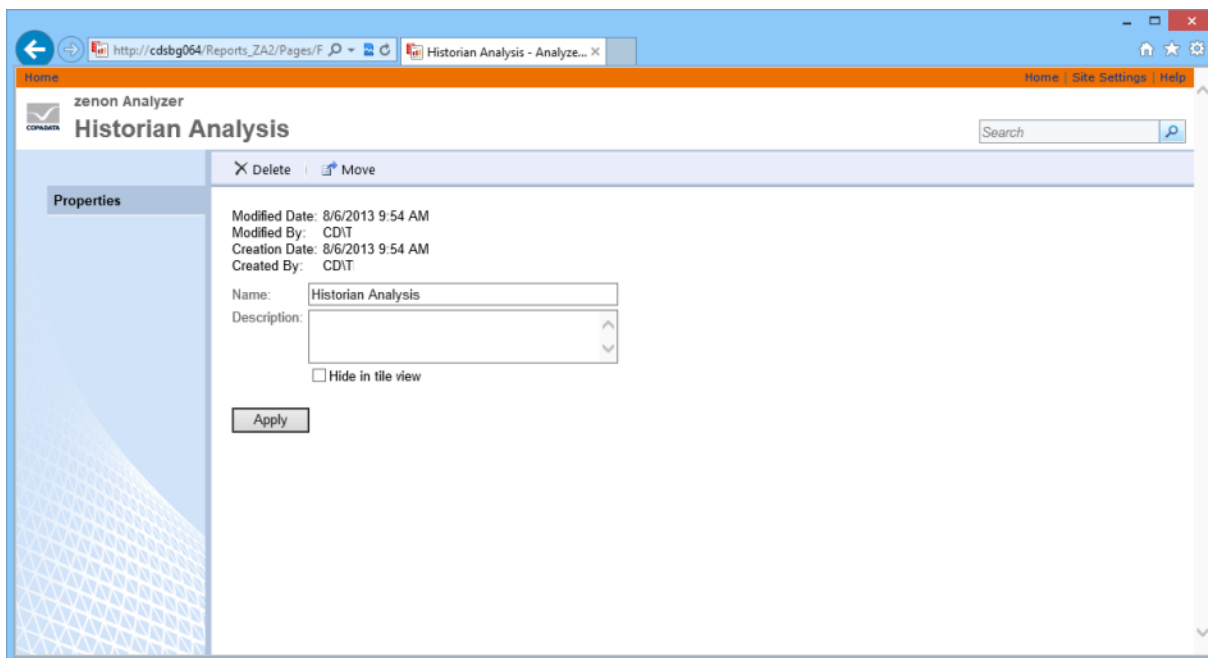 http://cdsbg064/Reports_ZA2/Pages/F
Historian Analysis - Analyze...
Home
Home | Site Settings | Help
zenon Analyzer
COPADATA
Historian Analysis
Search
Delete
Move
Properties
Modified Date: 8/6/2013 9:54 AM
Modified By: CD\T
Creation Date: 8/6/2013 9:54 AM
Created By: CD\T
Name: Historian Analysis
Description:
Hide in tile view
Apply